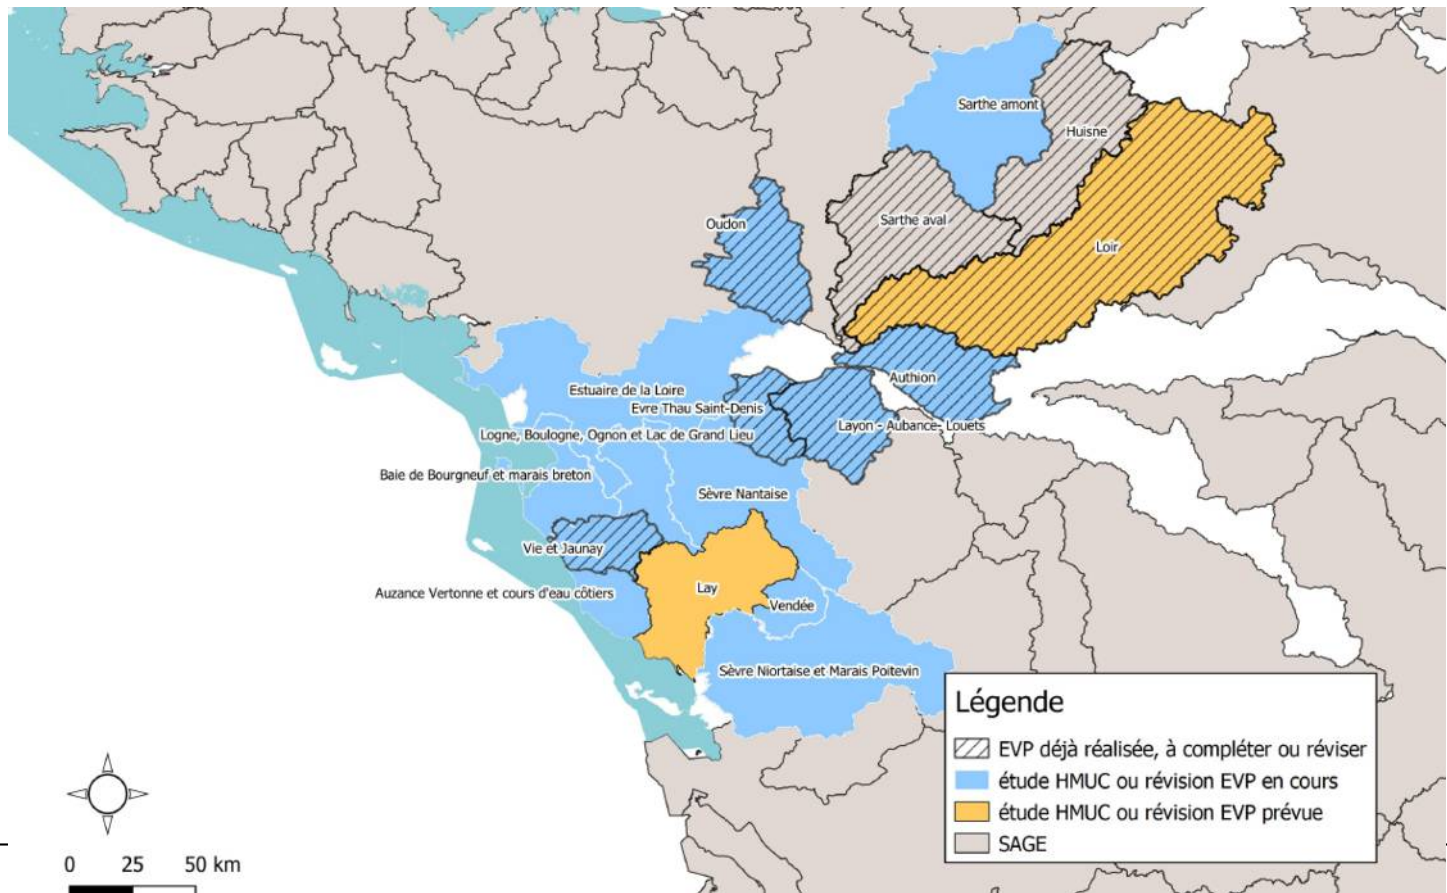 Sarthe amont
Huisne
Oudon
Sarthe aval
Loir
Authion
Estuaire de la Loire
Evre Thau Saint-Denis
Layon - Aubance- Louets
Logne, Boulogne, Ognon et Lac de Grand Lieu
Baie de Bourgneuf et marais breton
Sèvre Nantaise
Vie et Jaunay
Lay
Auzance Vertonne et cours d'eau côtiers
Vendée
Sèvre Niortaise et Marais Poitevin
Légende
EVP déjà réalisée, à compléter ou réviser
étude HMUC ou révision EVP en cours
étude HMUC ou révision EVP prévue
SAGE
0 25 50 km